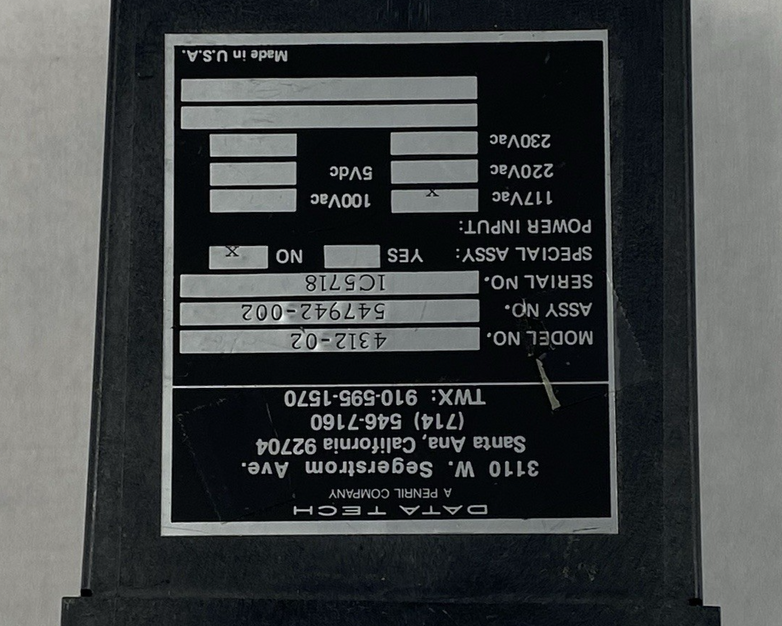 DATA TECH
A PENRIL COMPANY
3110 W. Segerstrom Ave.
Santa Ana, California 92704
(714) 546-7160
TWX: 910-595-1570
MODEL NO. 4312-02
ASSY NO. 547942-002
SERIAL NO. 1C5718
SPECIAL ASSY: YES NO X
POWER INPUT:
117Vac X 100Vac
220Vac 5Vdc
230Vac
Made in U.S.A.